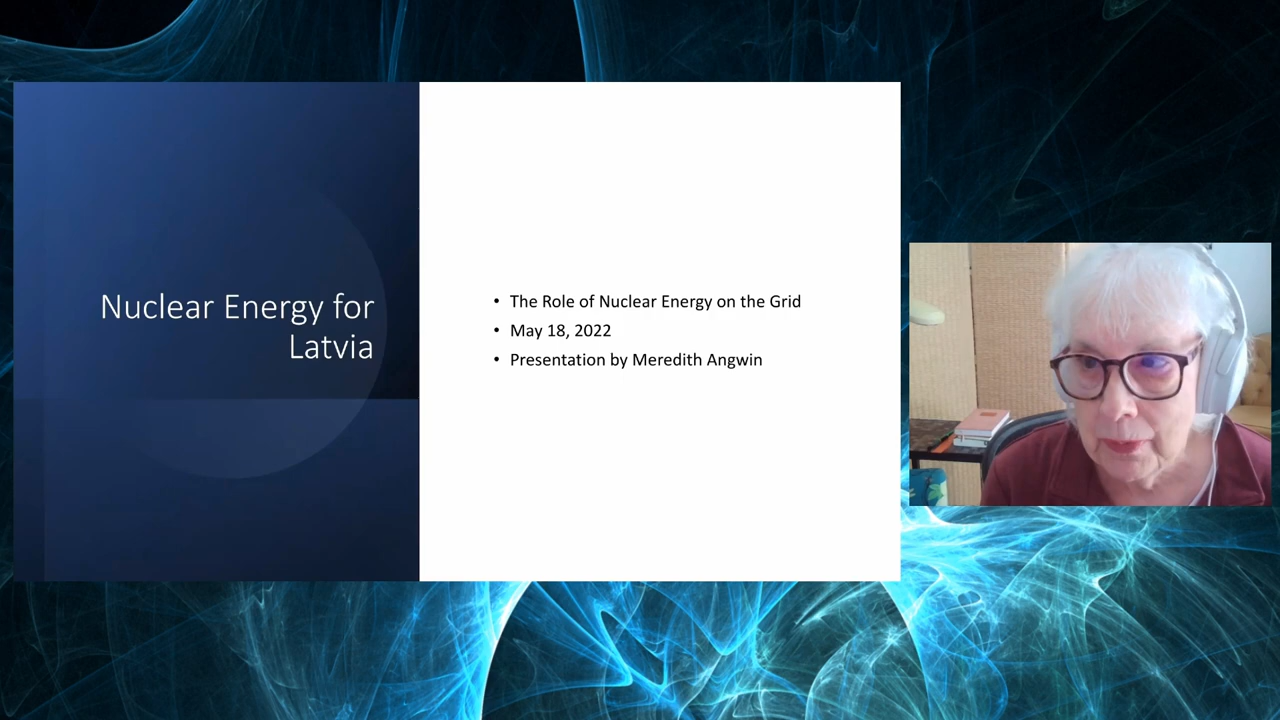 Nuclear Energy for
Latvia
• The Role of Nuclear Energy on the Grid
• May 18, 2022
• Presentation by Meredith Angwin